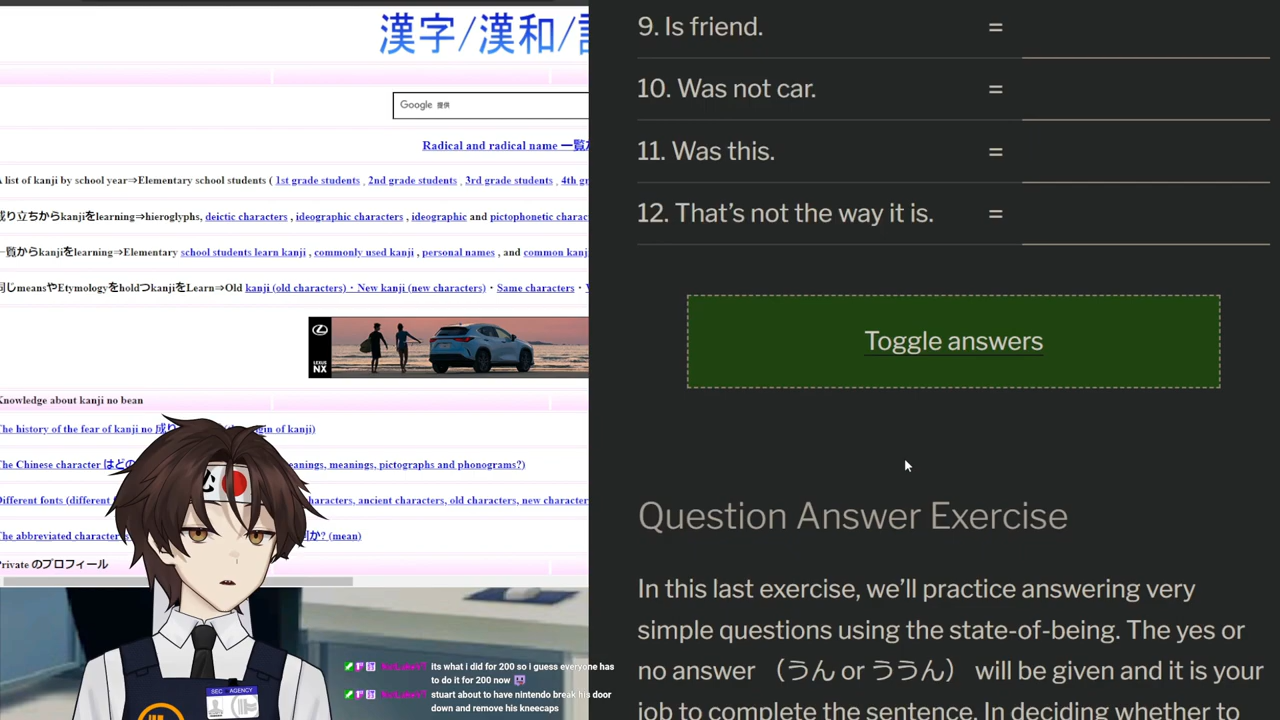 漢字/漢和/
Google 提供
Radical and radical name 一覧
A list of kanji by school year⇒Elementary school students ( 1st grade students , 2nd grade students , 3rd grade students , 4th gr
成り立ちからkanjiをlearning⇒hieroglyphs, deictic characters , ideographic characters , ideographic and pictophonetic charac
一覧からkanjiをlearning⇒Elementary school students learn kanji , commonly used kanji , personal names , and common kanj
同じmeansやEtymologyをholdつkanjiをLearn⇒Old kanji (old characters)・New kanji (new characters)・Same characters・
LEXUS
NX
Knowledge about kanji no bean
The history of the fear of kanji no 成り gin of kanji)
The Chinese character はど eanings, meanings, pictographs and phonograms?)
Different fonts (different haracters, ancient characters, old characters, new character
The abbreviated character か? (mean)
Private のプロフィール
SEC AGENCY
its what i did for 200 so i guess everyone has
to do it for 200 now
stuart about to have nintendo break his door
down and remove his kneecaps
9. Is friend. =
10. Was not car. =
11. Was this. =
12. That's not the way it is. =
Toggle answers
Question Answer Exercise
In this last exercise, we'll practice answering very
simple questions using the state-of-being. The yes or
no answer （うん or ううん） will be given and it is your
job to complete the sentence. In deciding whether to